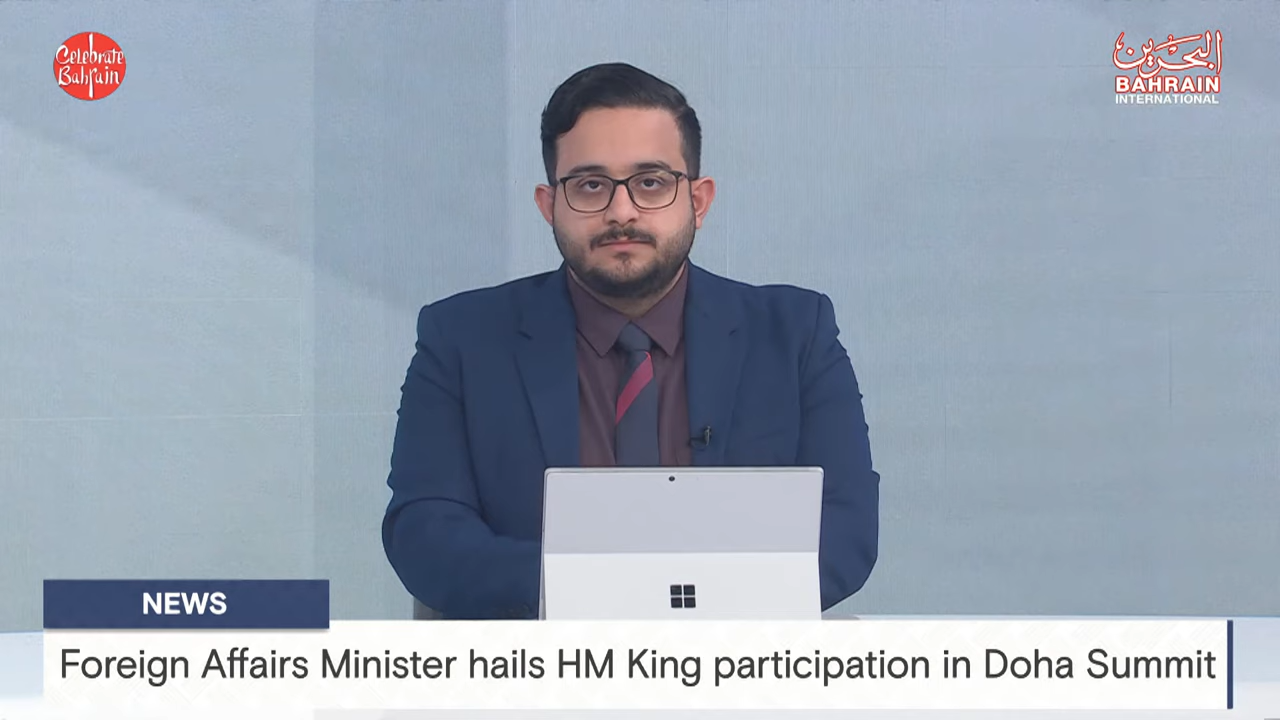 Celebrate
Bahrain
البحرين
BAHRAIN
INTERNATIONAL
NEWS
Foreign Affairs Minister hails HM King participation in Doha Summit